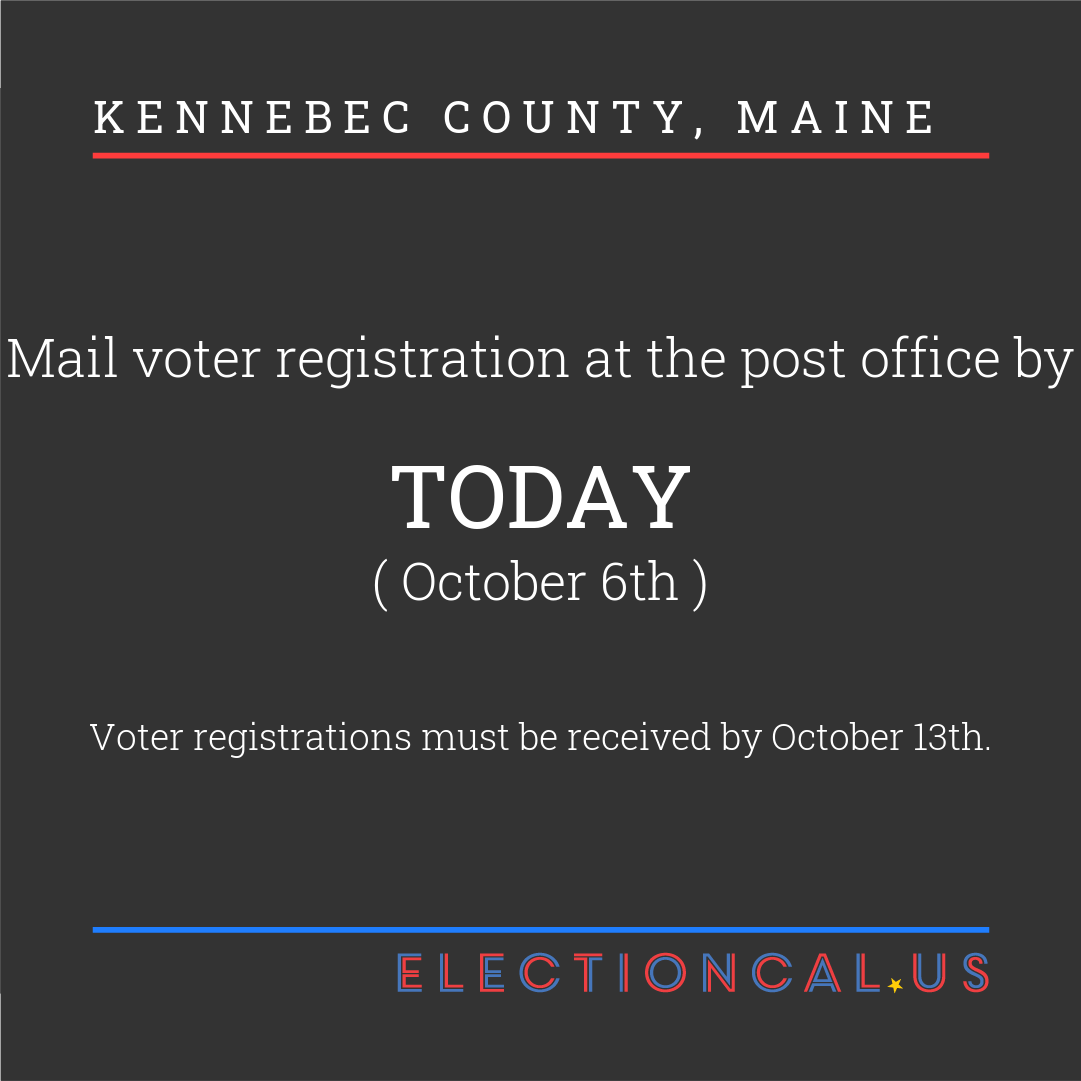 KENNEBEC COUNTY, MAINE
Mail voter registration at the post office by
TODAY
( October 6th )
Voter registrations must be received by October 13th.
ELECTIONCAL.US